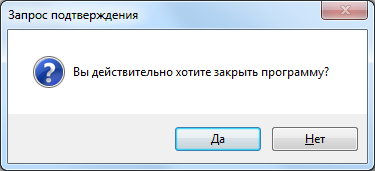 Запрос подтверждения
Вы действительно хотите закрыть программу?
Да
Нет